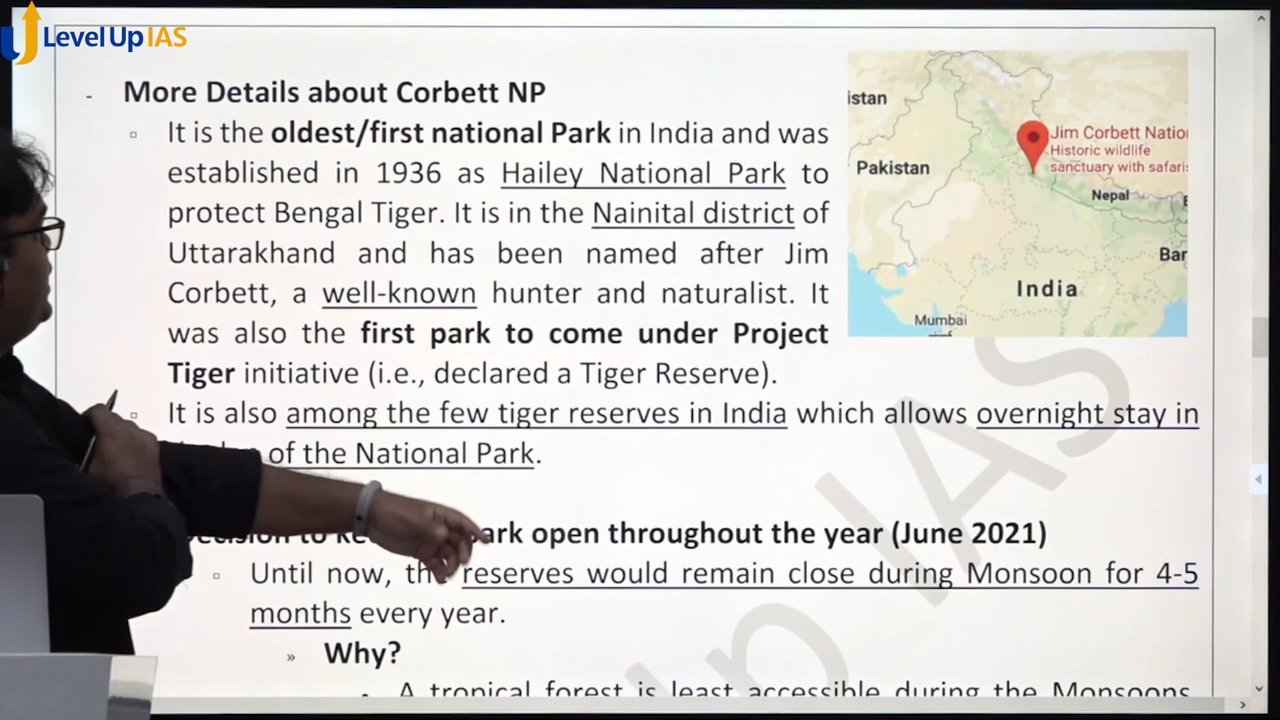 Level Up IAS
- More Details about Corbett NP
It is the oldest/first national Park in India and was
established in 1936 as Hailey National Park to
protect Bengal Tiger. It is in the Nainital district of
Uttarakhand and has been named after Jim
Corbett, a well-known hunter and naturalist. It
was also the first park to come under Project
Tiger initiative (i.e., declared a Tiger Reserve).
It is also among the few tiger reserves in India which allows overnight stay in
of the National Park.
open throughout the year (June 2021)
Until now, reserves would remain close during Monsoon for 4-5
months every year.
» Why?
A tropical forest is least accessible during the Monsoons
istan
Pakistan
Jim Corbett Natio
Historic wildlife
sanctuary with safaris
Nepal
Bar
India
Mumbai
IAS